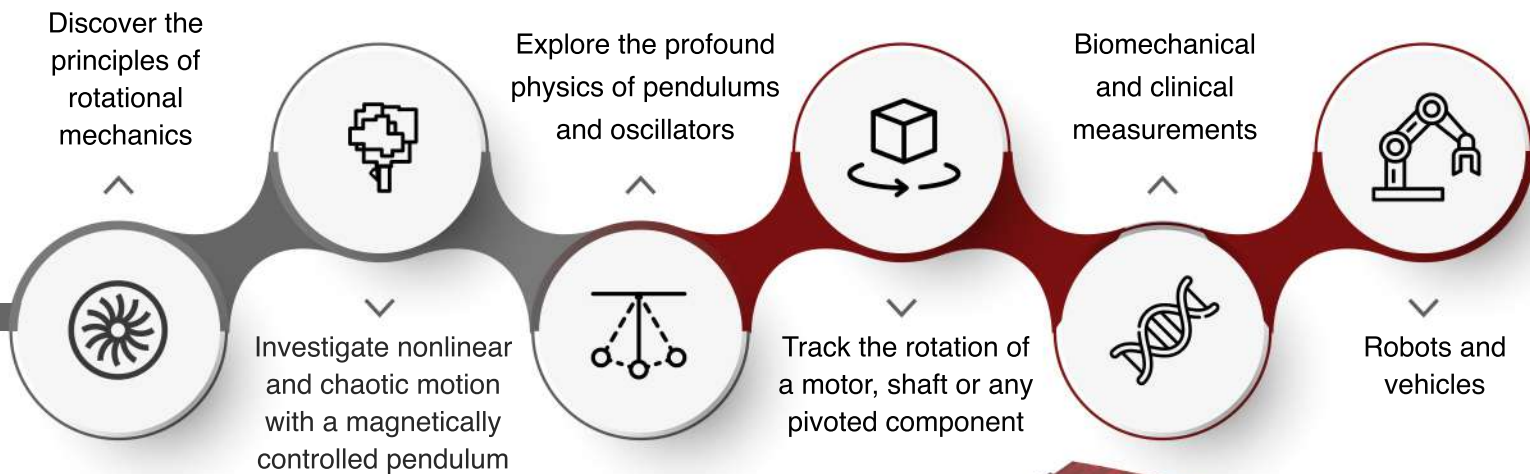 Discover the
principles of
rotational
mechanics
Investigate nonlinear
and chaotic motion
with a magnetically
controlled pendulum
Explore the profound
physics of pendulums
and oscillators
Track the rotation of
a motor, shaft or any
pivoted component
Biomechanical
and clinical
measurements
Robots and
vehicles